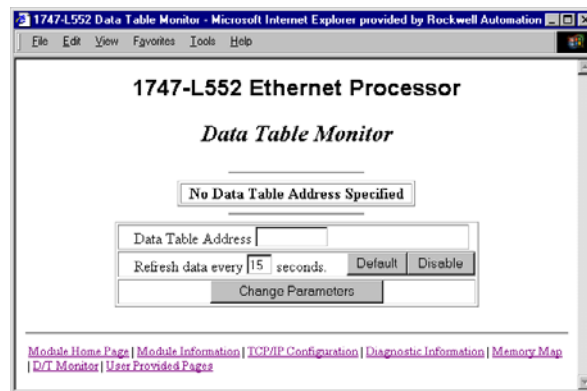 1747-L552 Data Table Monitor - Microsoft Internet Explorer provided by Rockwell Automation
File Edit View Favorites Tools Help
1747-L552 Ethernet Processor
Data Table Monitor
No Data Table Address Specified
Data Table Address
Refresh data every 15 seconds. Default Disable
Change Parameters
Module Home Page | Module Information | TCP/IP Configuration | Diagnostic Information | Memory Map
| D/T Monitor | User Provided Pages